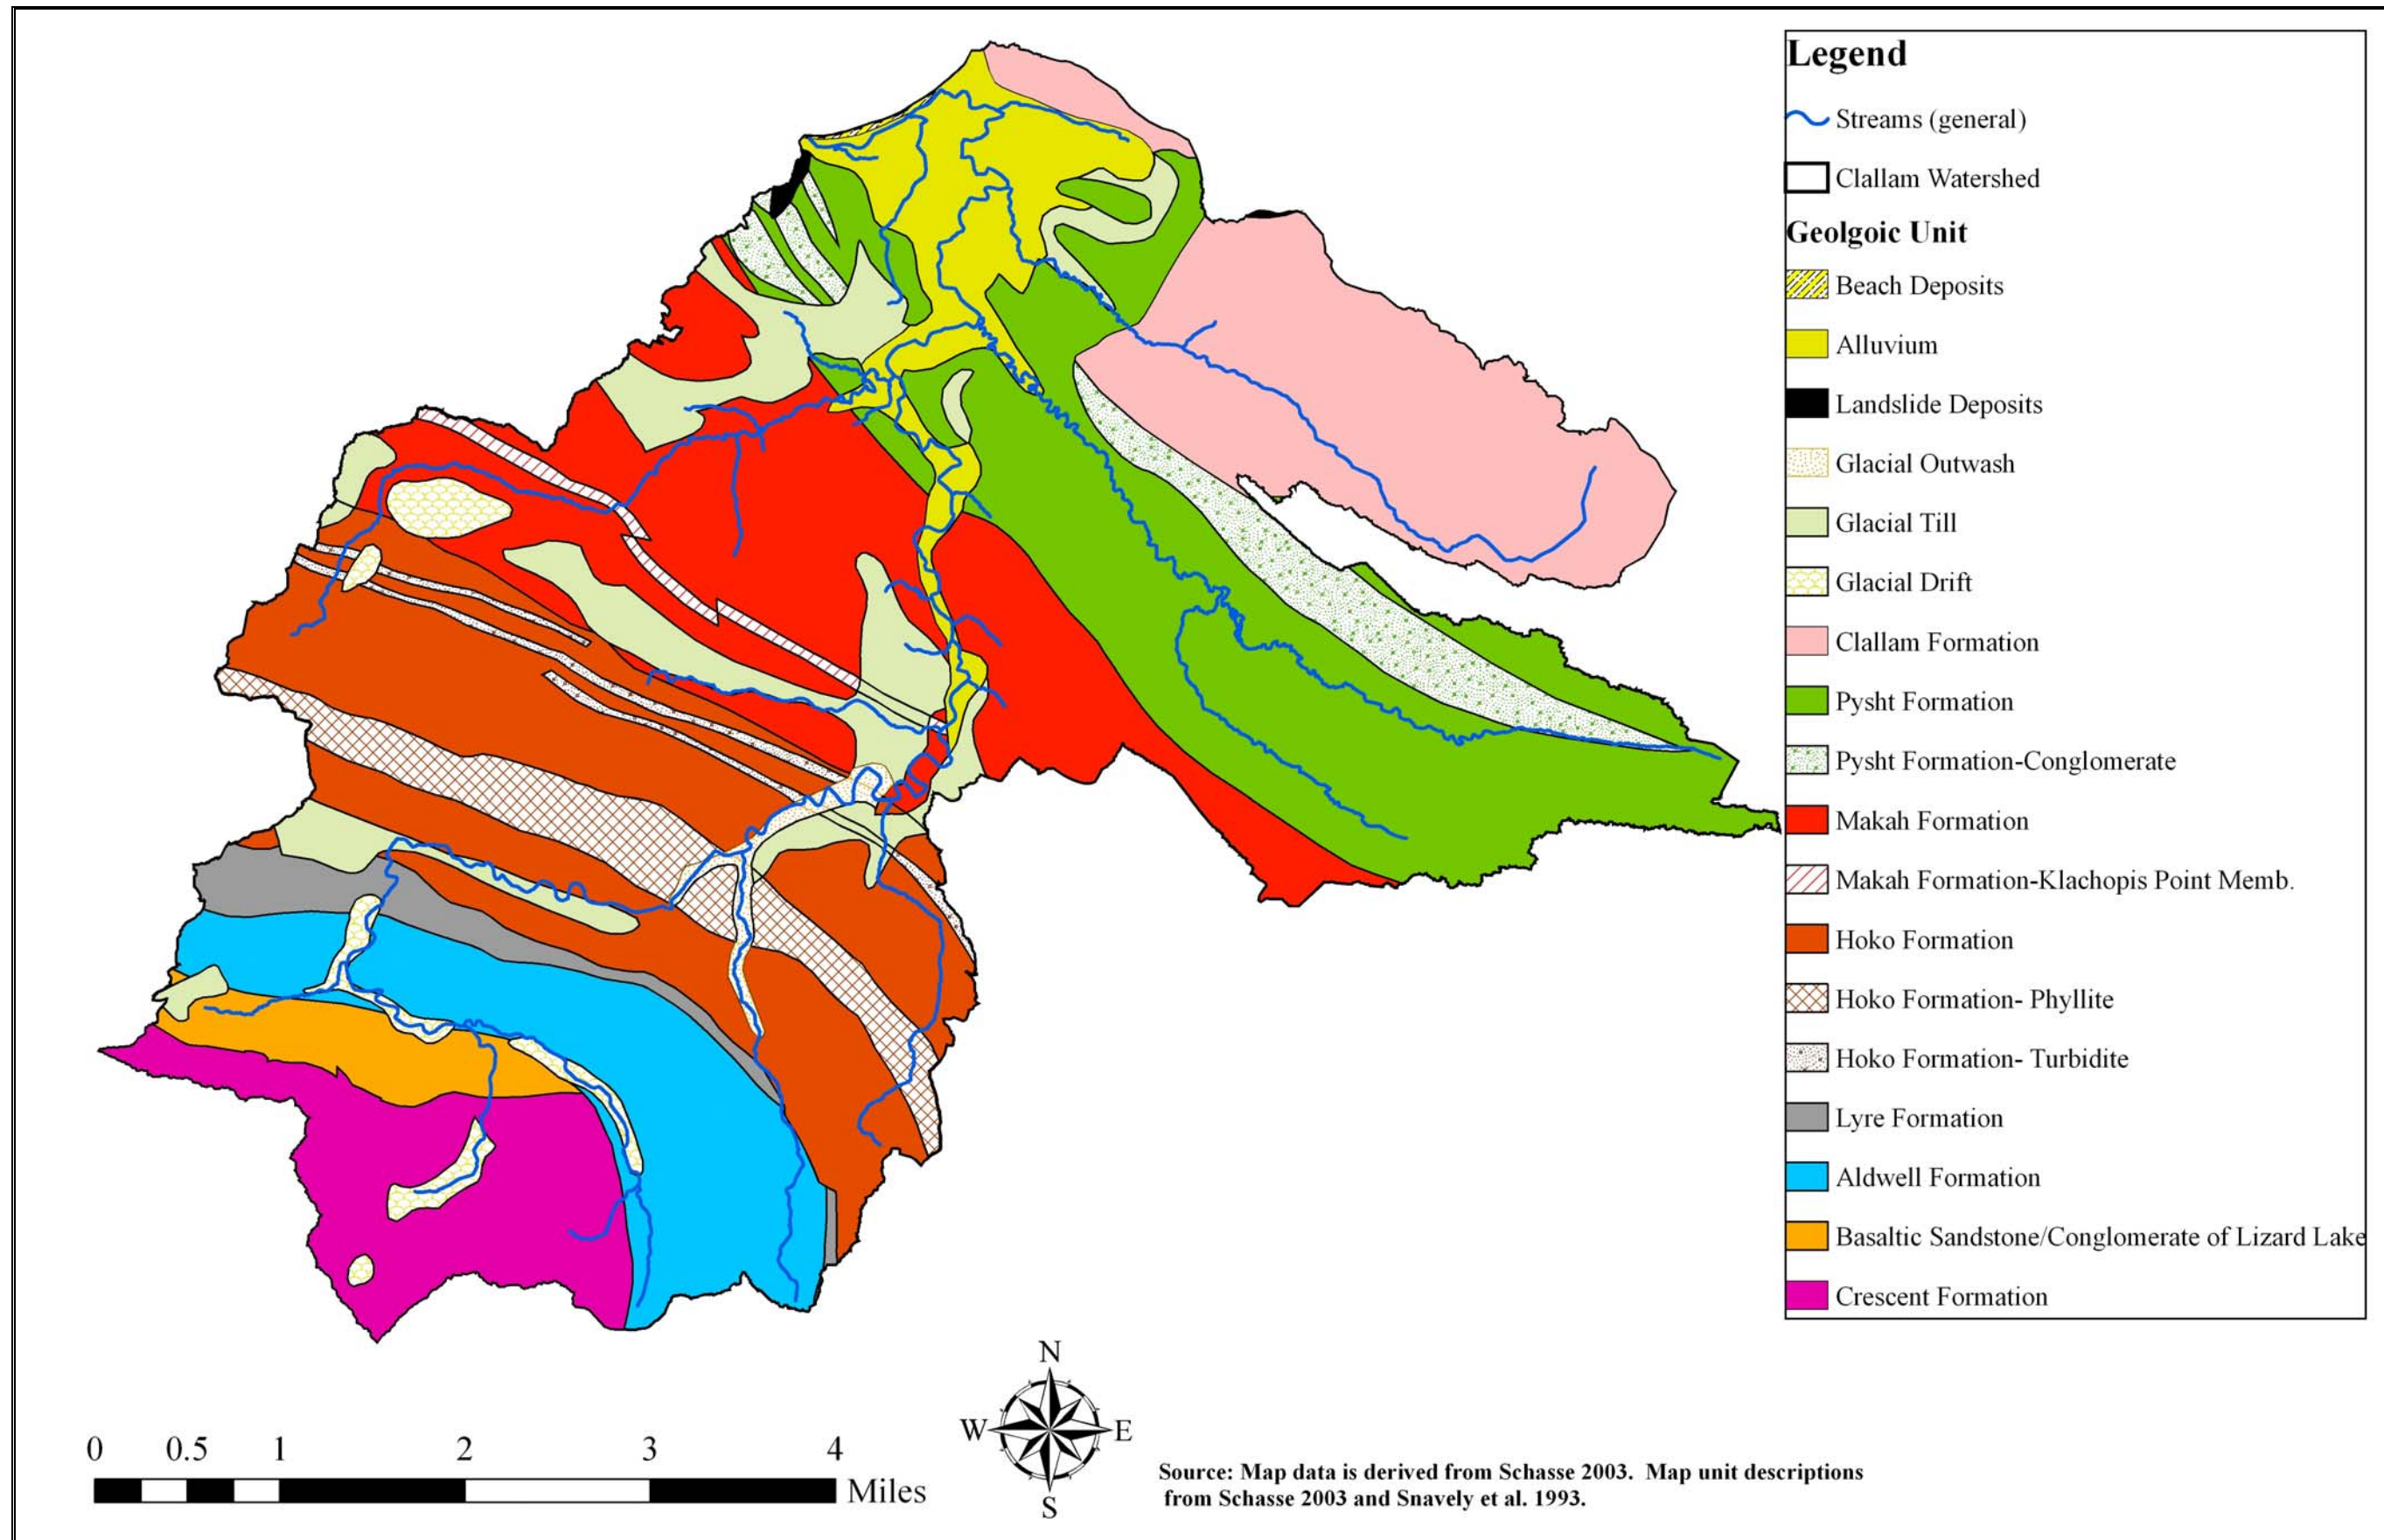 Legend
Streams (general)
Clallam Watershed
Geolgoic Unit
Beach Deposits
Alluvium
Landslide Deposits
Glacial Outwash
Glacial Till
Glacial Drift
Clallam Formation
Pysht Formation
Pysht Formation-Conglomerate
Makah Formation
Makah Formation-Klachopis Point Memb.
Hoko Formation
Hoko Formation- Phyllite
Hoko Formation- Turbidite
Lyre Formation
Aldwell Formation
Basaltic Sandstone/Conglomerate of Lizard Lake
Crescent Formation
N
W E
S
0 0.5 1 2 3 4
Miles
Source: Map data is derived from Schasse 2003. Map unit descriptions
from Schasse 2003 and Snavely et al. 1993.